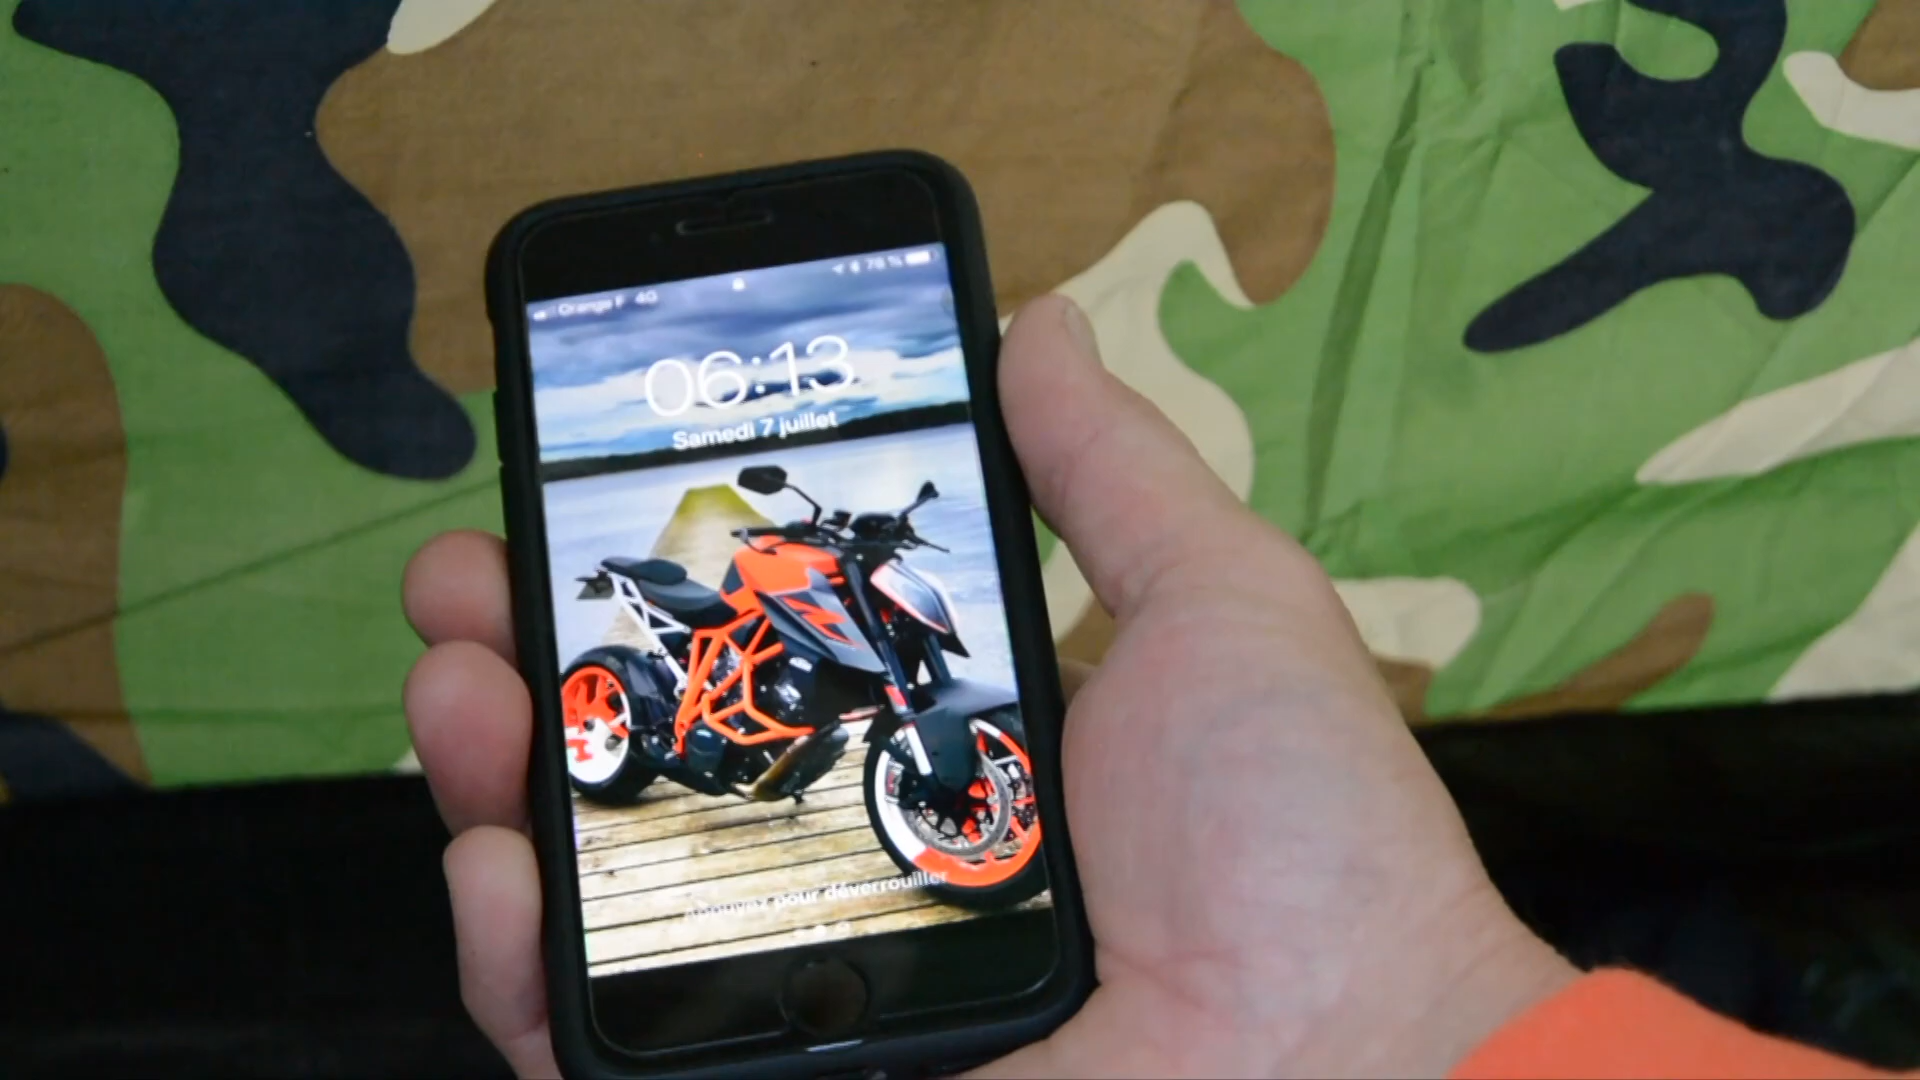 Orange F 4G 78 %
06:13
Samedi 7 juillet
Appuyez pour déverrouiller